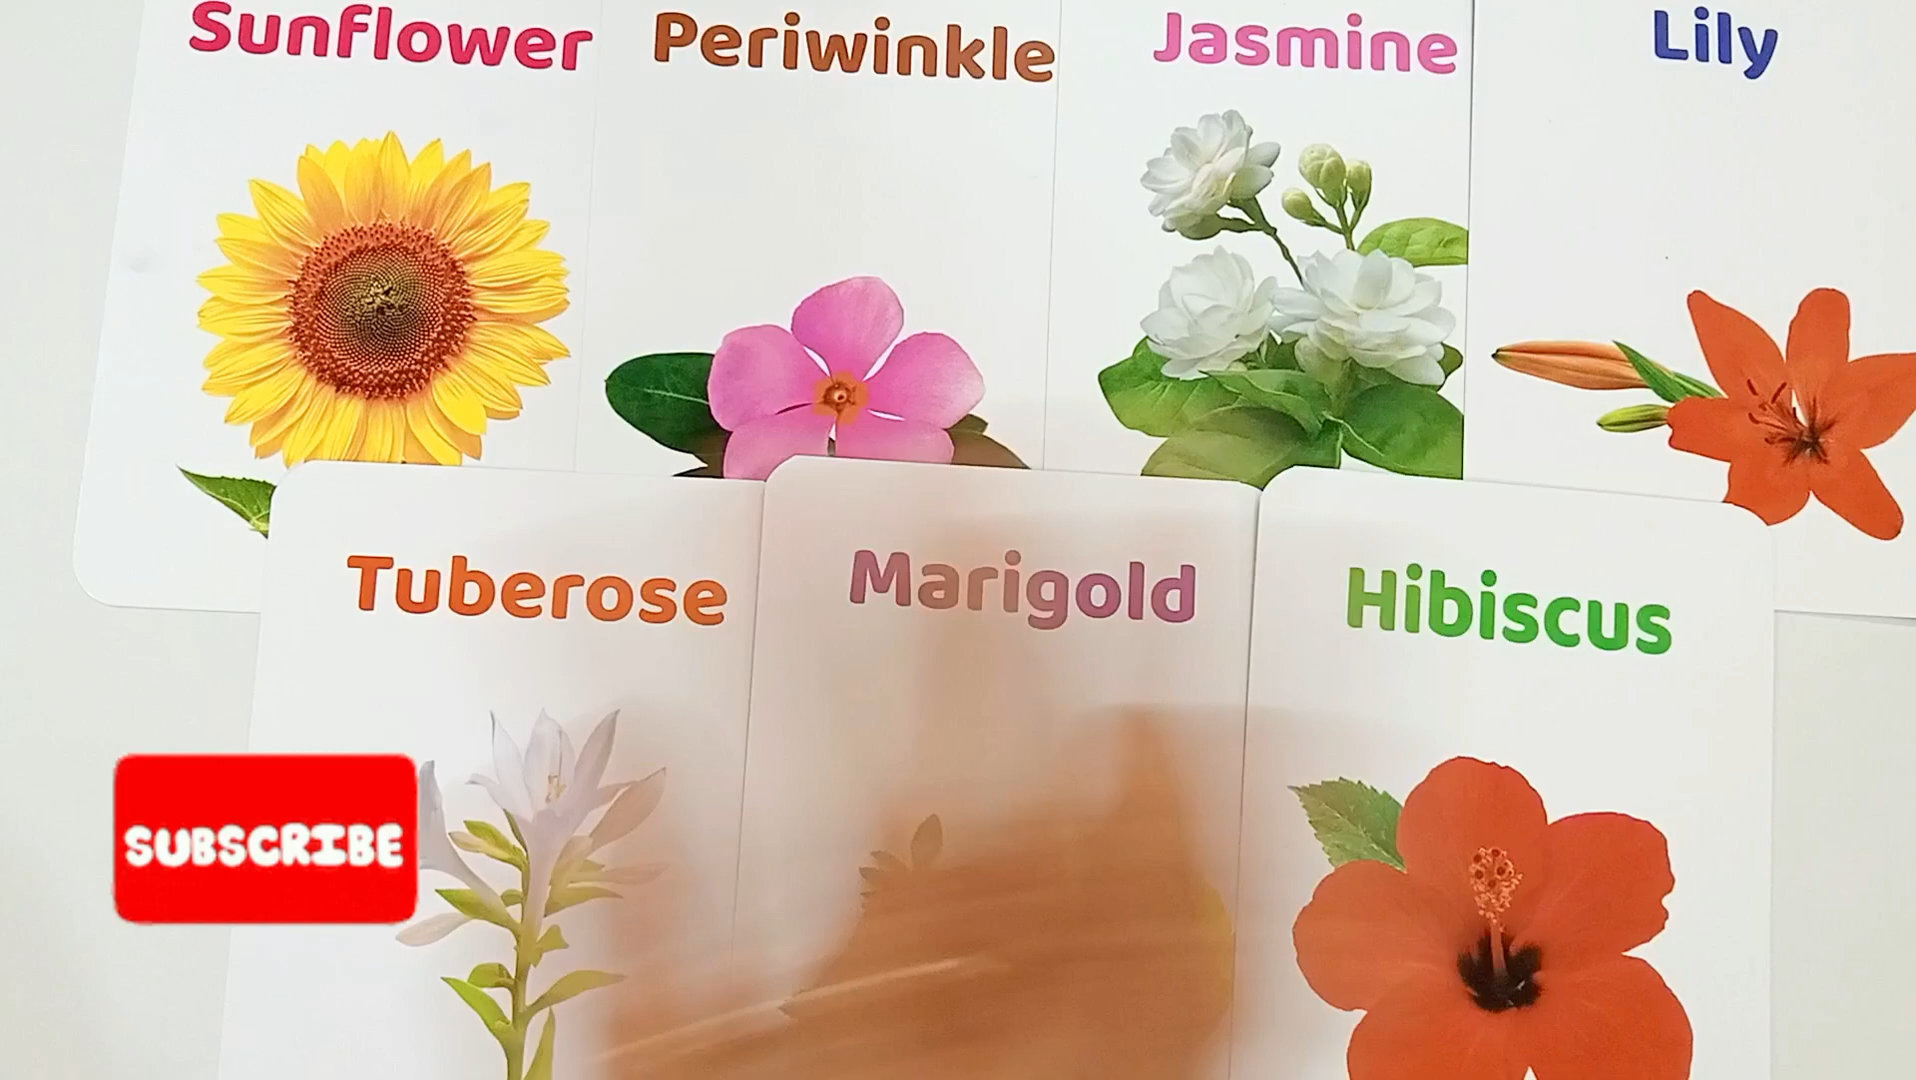 Sunflower
Periwinkle
Jasmine
Lily
Tuberose
Marigold
Hibiscus
SUBSCRIBE